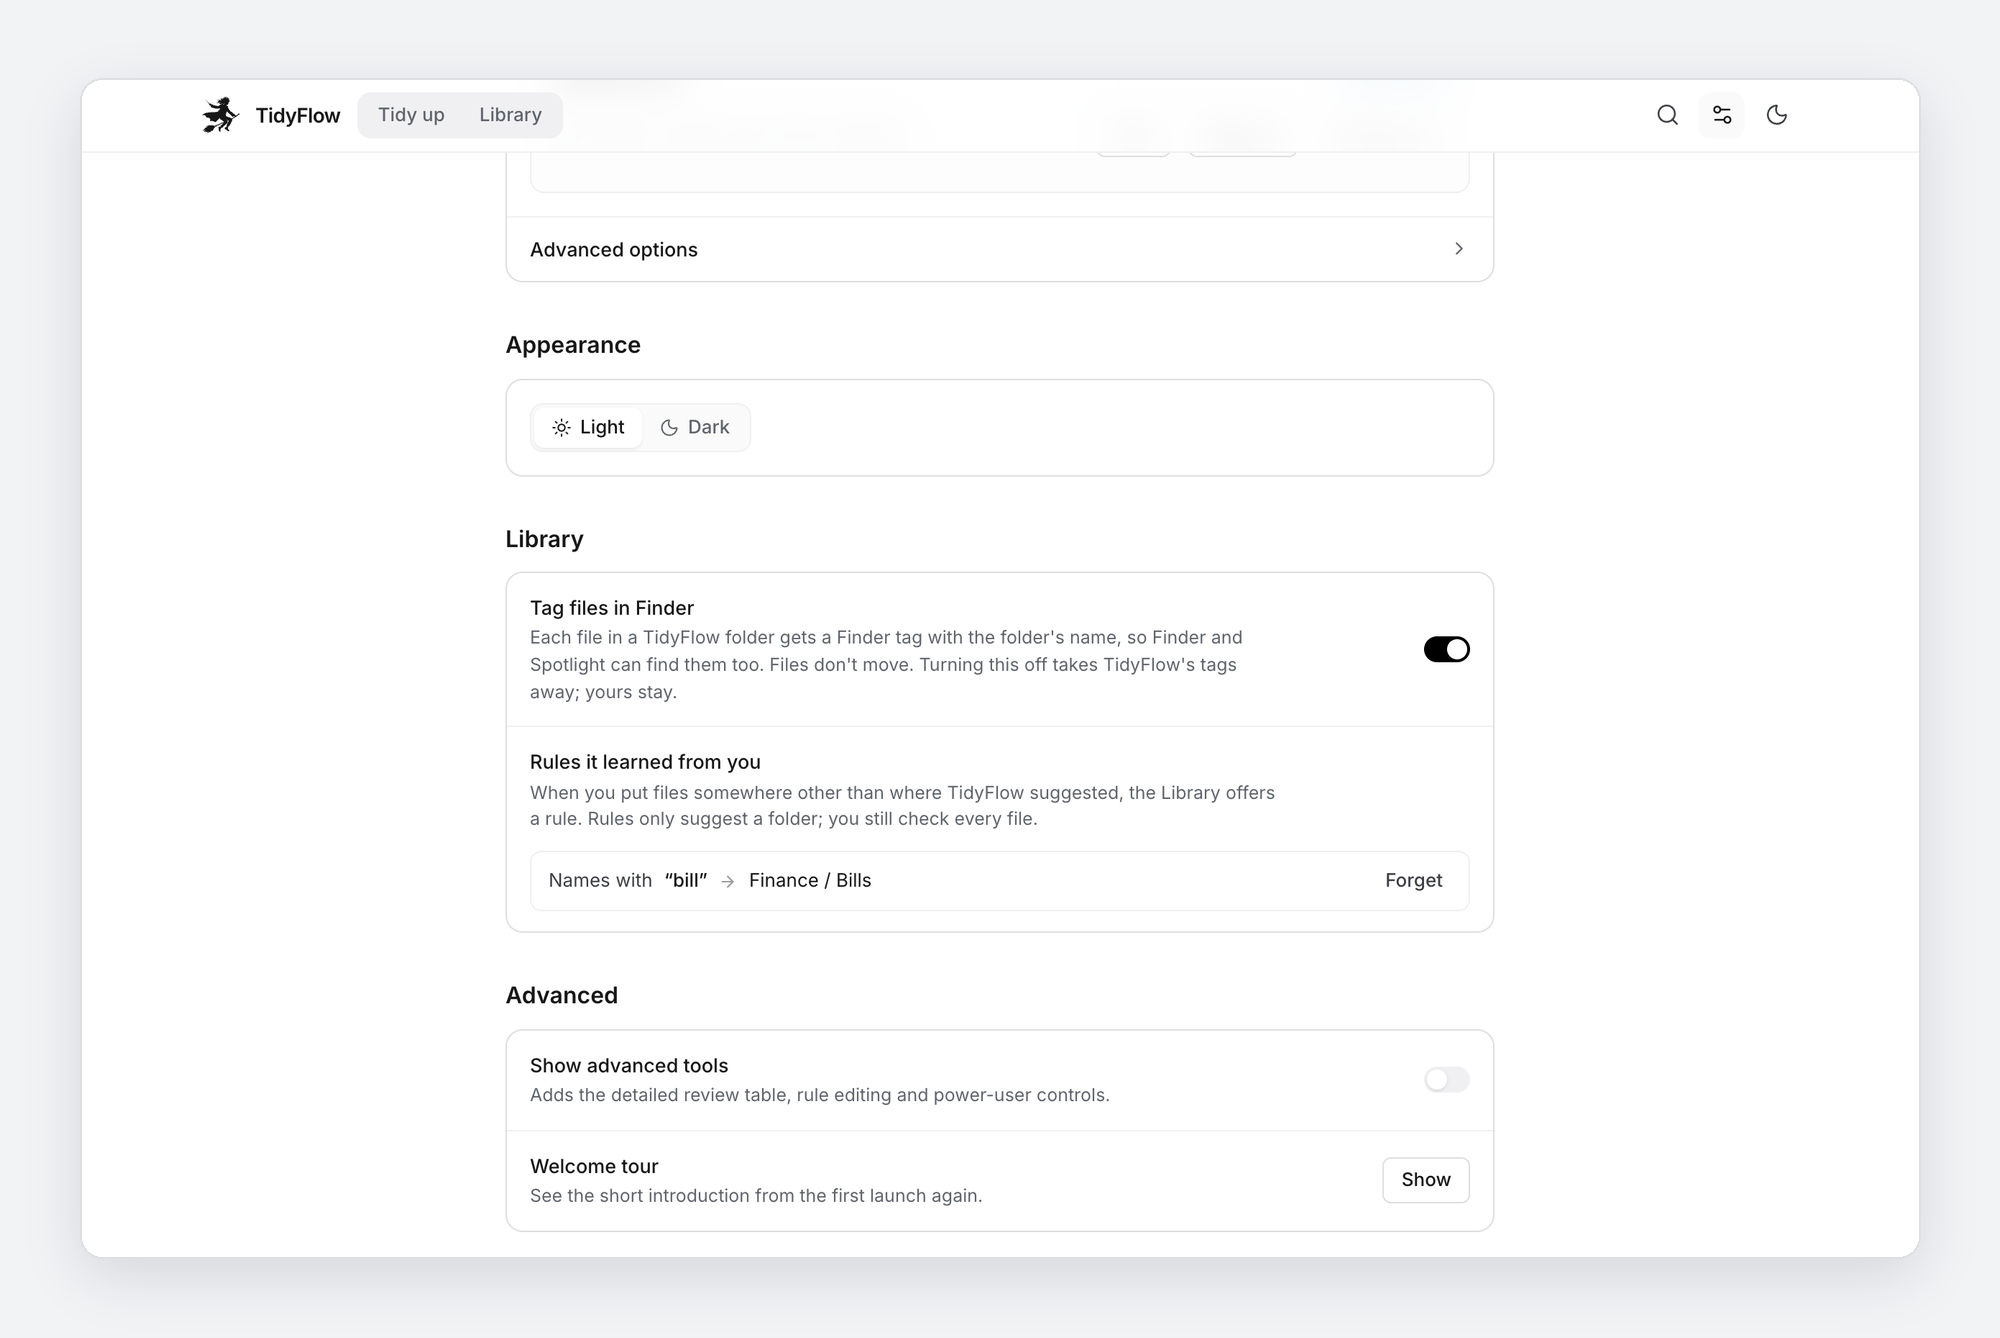 TidyFlow
Tidy up
Library
Advanced options
Appearance
Light
Dark
Library
Tag files in Finder
Each file in a TidyFlow folder gets a Finder tag with the folder's name, so Finder and
Spotlight can find them too. Files don't move. Turning this off takes TidyFlow's tags
away; yours stay.
Rules it learned from you
When you put files somewhere other than where TidyFlow suggested, the Library offers
a rule. Rules only suggest a folder; you still check every file.
Names with “bill” → Finance / Bills
Forget
Advanced
Show advanced tools
Adds the detailed review table, rule editing and power-user controls.
Welcome tour
See the short introduction from the first launch again.
Show